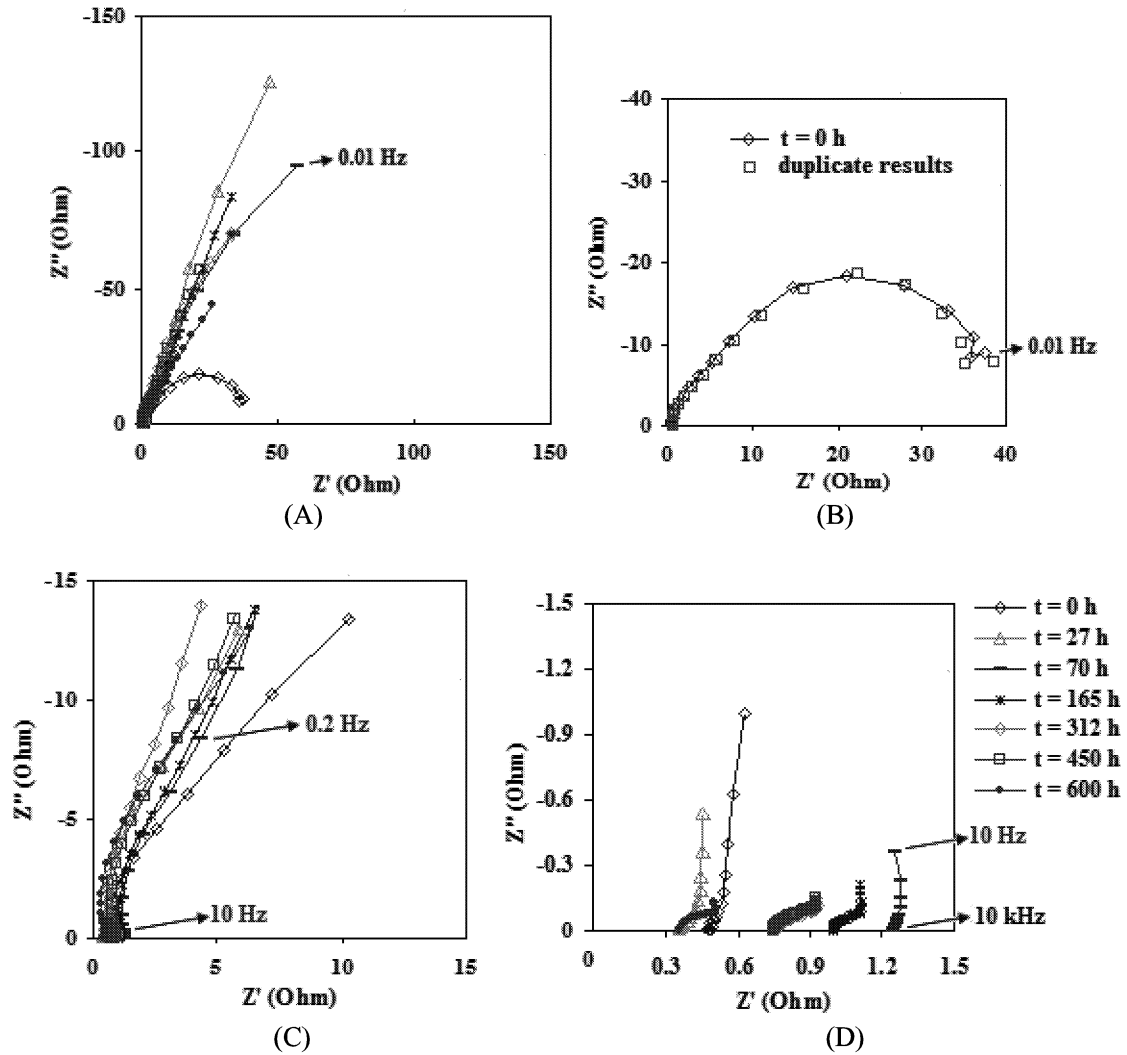 -150
-100
-50
0
0
50
100
150
Z" (Ohm)
Z' (Ohm)
0.01 Hz
(A)
-40
-30
-20
-10
0
0
10
20
30
40
Z" (Ohm)
Z' (Ohm)
t = 0 h
duplicate results
0.01 Hz
(B)
-15
-10
-5
0
0
5
10
15
Z" (Ohm)
Z' (Ohm)
0.2 Hz
10 Hz
(C)
-1.5
-1.2
-0.9
-0.6
-0.3
0
0
0.3
0.6
0.9
1.2
1.5
Z" (Ohm)
Z' (Ohm)
10 Hz
10 kHz
(D)
t = 0 h
t = 27 h
t = 70 h
t = 165 h
t = 312 h
t = 450 h
t = 600 h